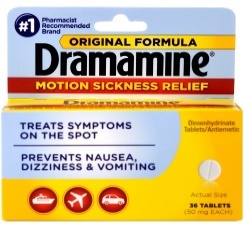 #1
Pharmacist
Recommended
Brand
ORIGINAL FORMULA
Dramamine®
MOTION SICKNESS RELIEF
TREATS SYMPTOMS
ON THE SPOT
PREVENTS NAUSEA,
DIZZINESS & VOMITING
Dimenhydrinate
Tablets/Antiemetic
Actual Size
36 TABLETS
(50 mg EACH)